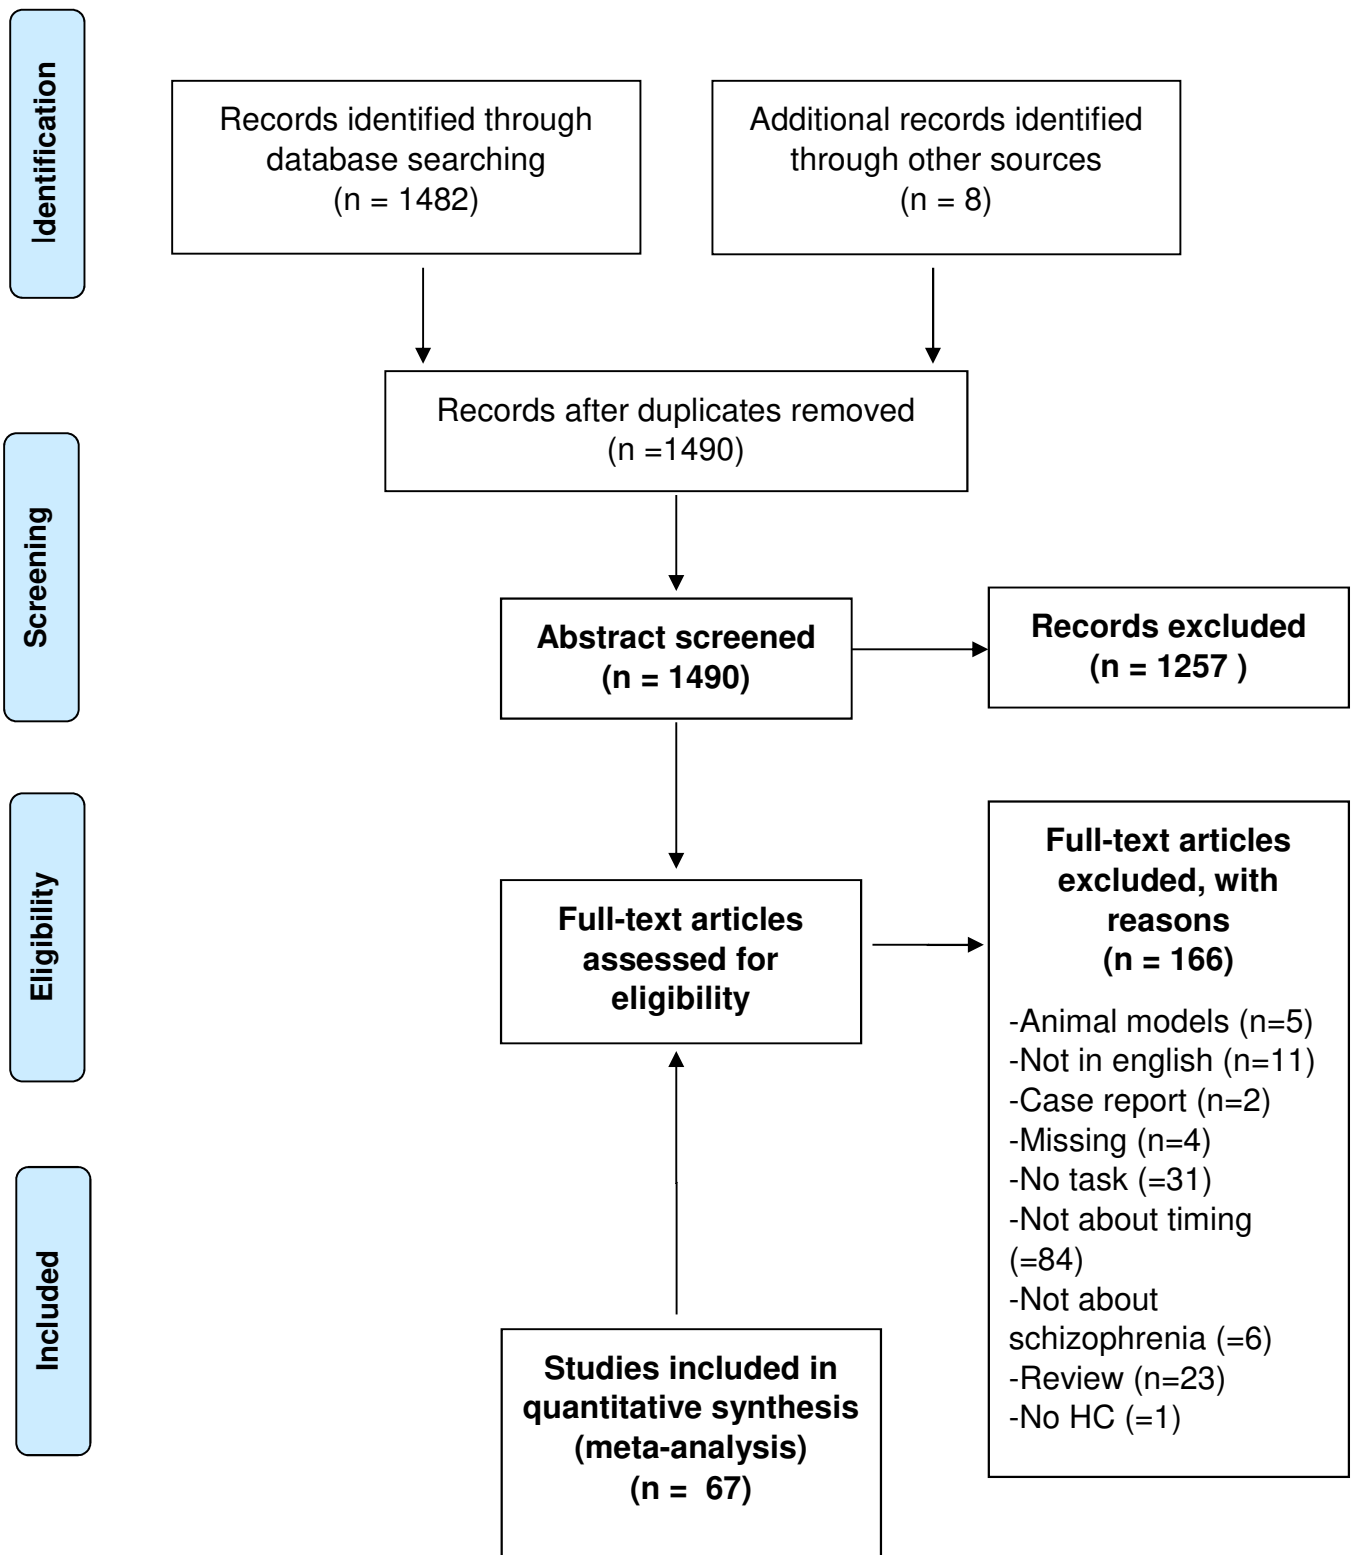 Identification
Records identified through
database searching
(n = 1482)
Additional records identified
through other sources
(n = 8)
Records after duplicates removed
(n =1490)
Screening
Abstract screened
(n = 1490)
Records excluded
(n = 1257 )
Eligibility
Full-text articles
assessed for
eligibility
Full-text articles
excluded, with
reasons
(n = 166)
-Animal models (n=5)
-Not in english (n=11)
-Case report (n=2)
-Missing (n=4)
-No task (=31)
-Not about timing
(=84)
-Not about
schizophrenia (=6)
-Review (n=23)
-No HC (=1)
Included
Studies included in
quantitative synthesis
(meta-analysis)
(n =  67)